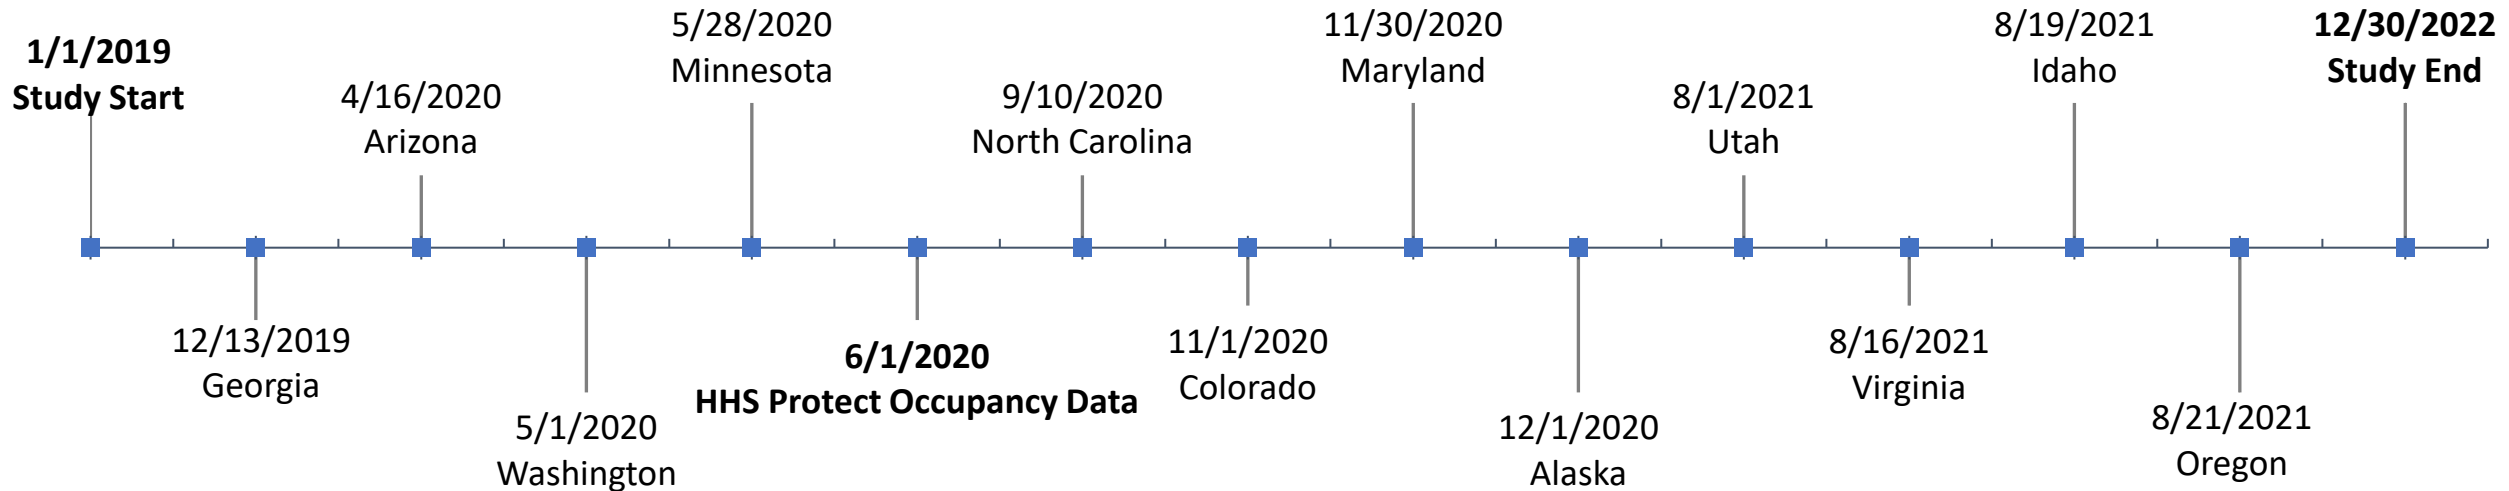 1/1/2019
Study Start
12/13/2019
Georgia
4/16/2020
Arizona
5/1/2020
Washington
5/28/2020
Minnesota
6/1/2020
HHS Protect Occupancy Data
9/10/2020
North Carolina
11/1/2020
Colorado
11/30/2020
Maryland
12/1/2020
Alaska
8/1/2021
Utah
8/16/2021
Virginia
8/19/2021
Idaho
8/21/2021
Oregon
12/30/2022
Study End